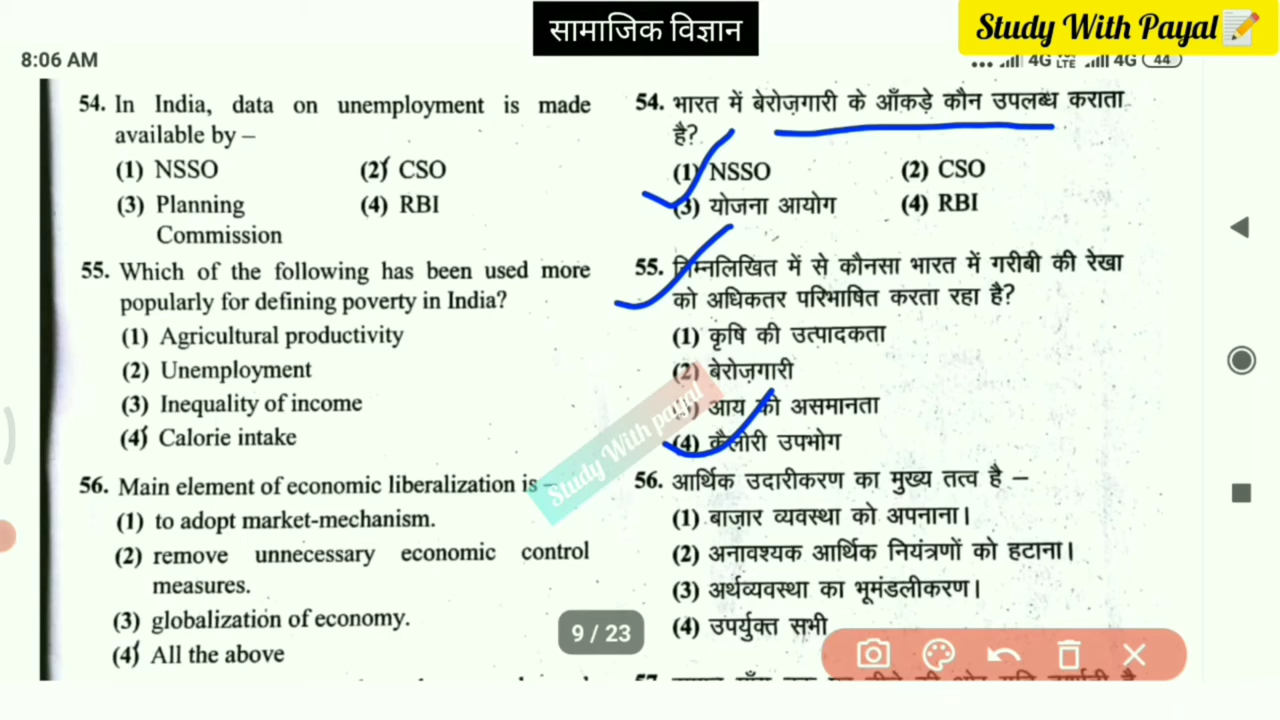 सामाजिक विज्ञान
Study With Payal
8:06 AM
4G VoLTE 4G 44
54. In India, data on unemployment is made
available by –
(1) NSSO (2) CSO
(3) Planning (4) RBI
Commission
55. Which of the following has been used more
popularly for defining poverty in India?
(1) Agricultural productivity
(2) Unemployment
(3) Inequality of income
(4) Calorie intake
56. Main element of economic liberalization is –
(1) to adopt market-mechanism.
(2) remove unnecessary economic control
measures.
(3) globalization of economy.
(4) All the above
54. भारत में बेरोज़गारी के आँकड़े कौन उपलब्ध कराता
है?
(1) NSSO (2) CSO
(3) योजना आयोग (4) RBI
55. निम्नलिखित में से कौनसा भारत में गरीबी की रेखा
को अधिकतर परिभाषित करता रहा है?
(1) कृषि की उत्पादकता
(2) बेरोज़गारी
(3) आय की असमानता
(4) कैलोरी उपभोग
56. आर्थिक उदारीकरण का मुख्य तत्व है –
(1) बाज़ार व्यवस्था को अपनाना।
(2) अनावश्यक आर्थिक नियंत्रणों को हटाना।
(3) अर्थव्यवस्था का भूमंडलीकरण।
(4) उपर्युक्त सभी
Study With payal
9 / 23
57.